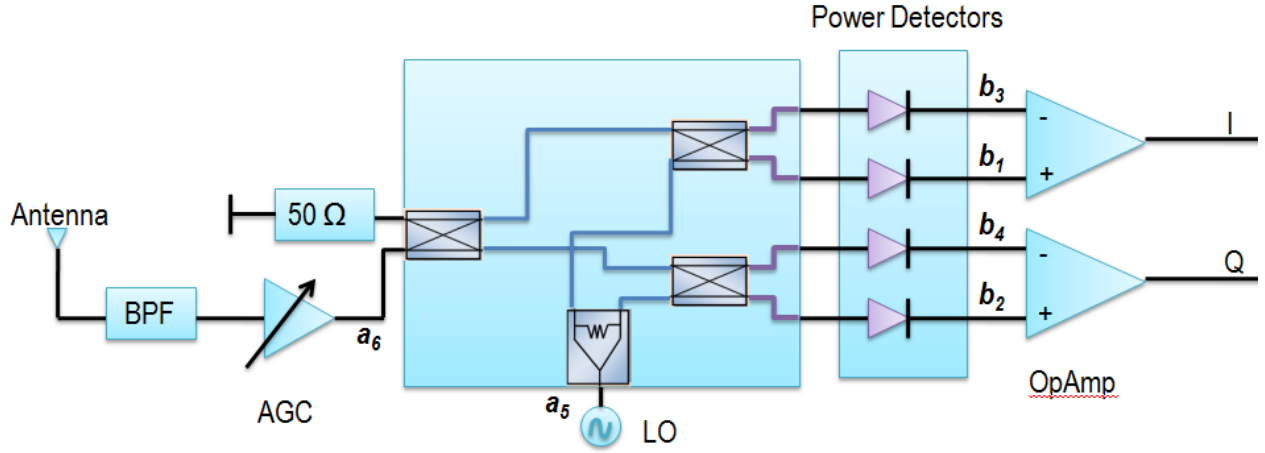 Power Detectors
b3
-
I
b1
+
50 Ω
Antenna
b4
-
Q
BPF
b2
+
a6
OpAmp
a5
AGC
LO